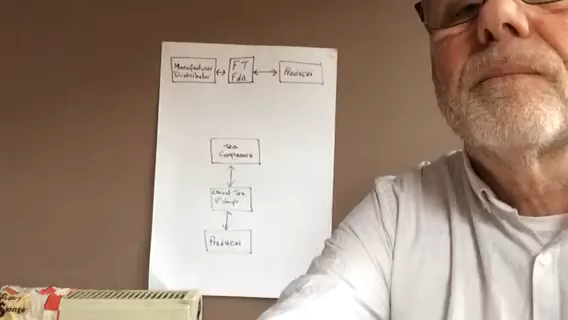 Manufacturer
Distributor
FT
Fdn
Producer
Tea
Companies
Ethical Tea
P'ship
Producer